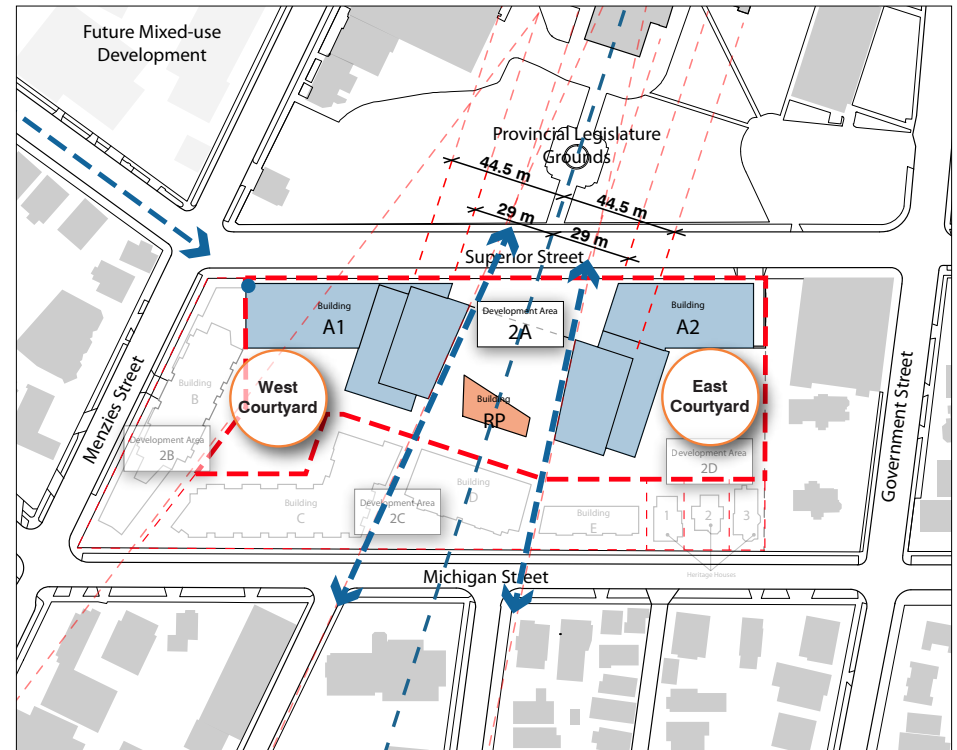 Future Mixed-use
Development
Provincial Legislature
Grounds
44.5 m
44.5 m
29 m
29 m
Superior Street
Building
A1
Development Area
2A
Building
A2
Building
B
West
Courtyard
Building
RP
East
Courtyard
Menzies Street
Government Street
Development Area
2B
Development Area
2D
Building
D
Development Area
2C
Building
C
Building
E
1
2
3
Heritage Houses
Michigan Street